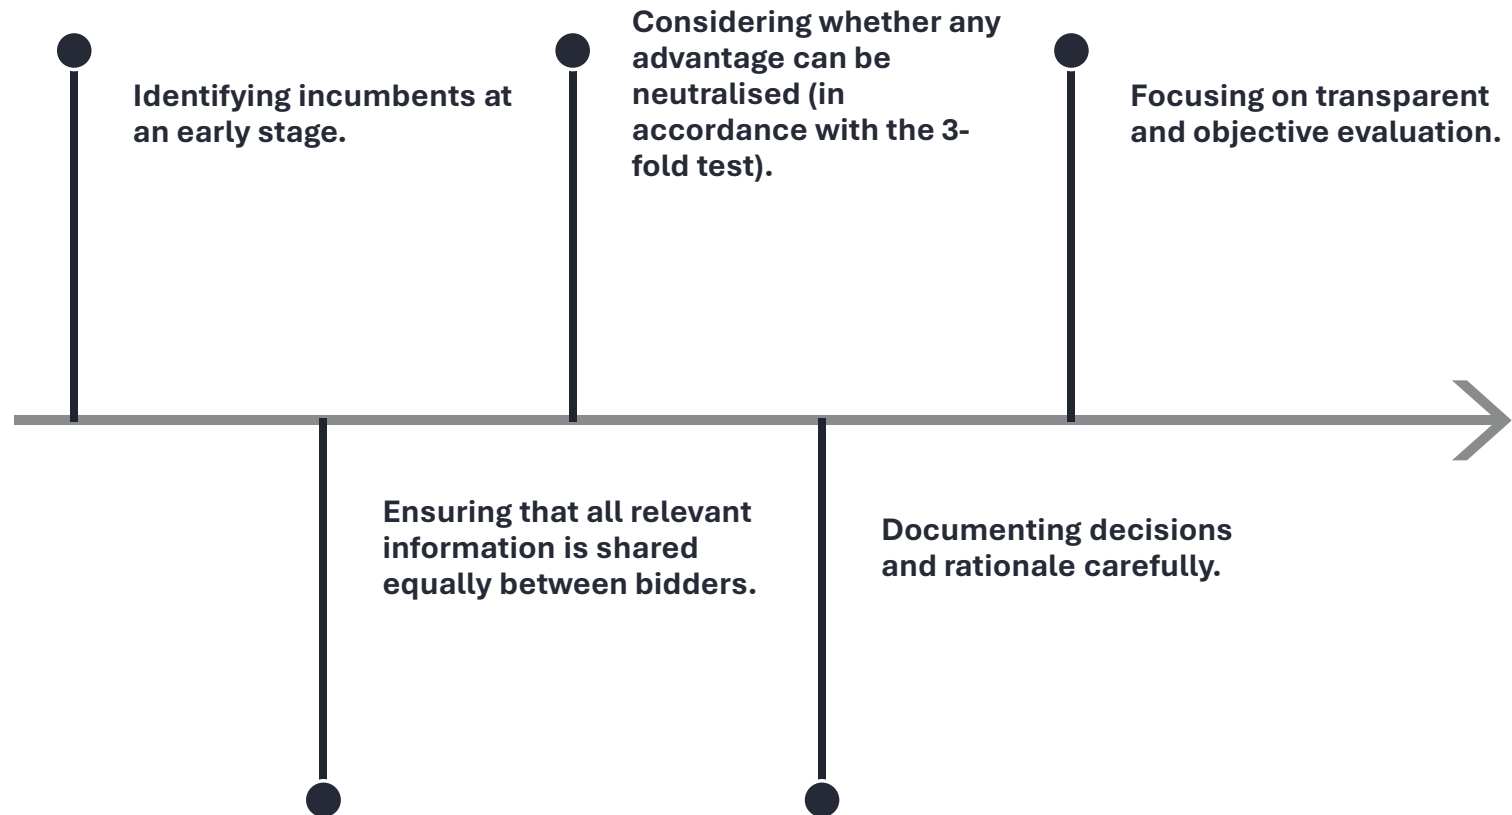 Identifying incumbents at
an early stage.
Ensuring that all relevant
information is shared
equally between bidders.
Considering whether any
advantage can be
neutralised (in
accordance with the 3-
fold test).
Documenting decisions
and rationale carefully.
Focusing on transparent
and objective evaluation.